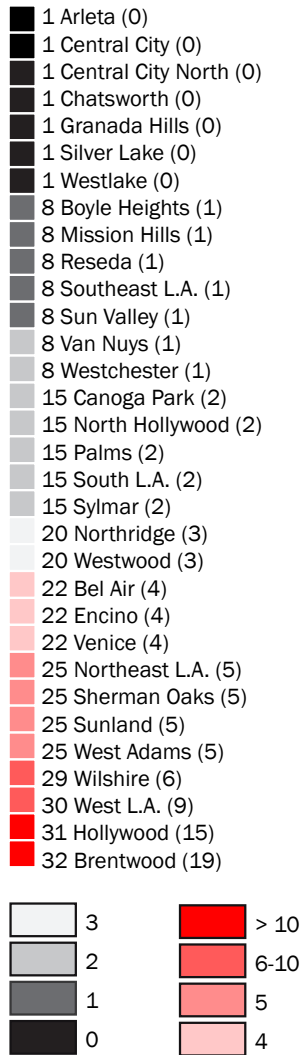 1 Arleta (0)
1 Central City (0)
1 Central City North (0)
1 Chatsworth (0)
1 Granada Hills (0)
1 Silver Lake (0)
1 Westlake (0)
8 Boyle Heights (1)
8 Mission Hills (1)
8 Reseda (1)
8 Southeast L.A. (1)
8 Sun Valley (1)
8 Van Nuys (1)
8 Westchester (1)
15 Canoga Park (2)
15 North Hollywood (2)
15 Palms (2)
15 South L.A. (2)
15 Sylmar (2)
20 Northridge (3)
20 Westwood (3)
22 Bel Air (4)
22 Encino (4)
22 Venice (4)
25 Northeast L.A. (5)
25 Sherman Oaks (5)
25 Sunland (5)
25 West Adams (5)
29 Wilshire (6)
30 West L.A. (9)
31 Hollywood (15)
32 Brentwood (19)
3
2
1
0
> 10
6-10
5
4